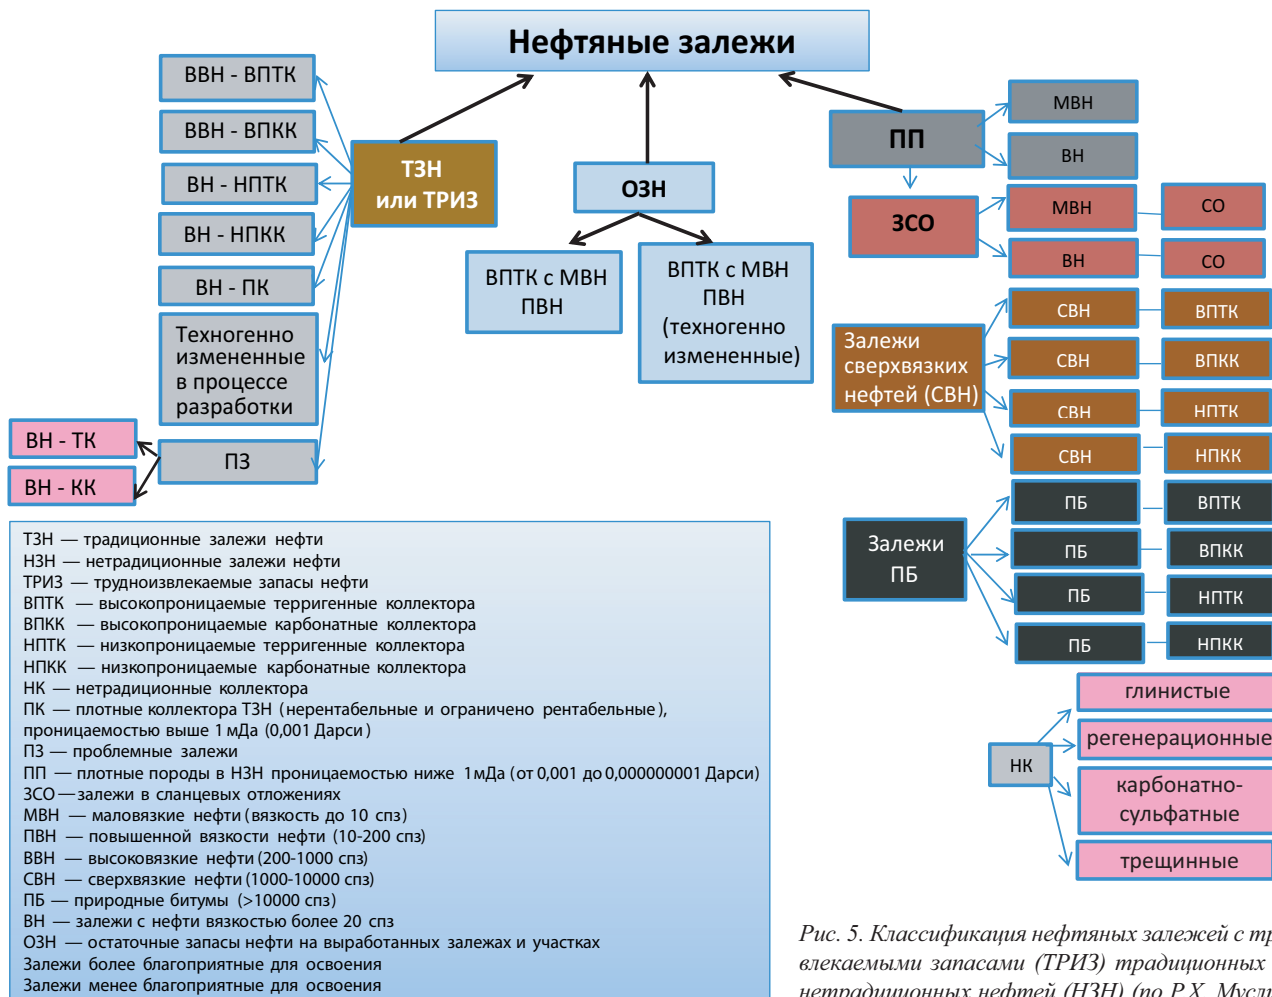 Нефтяные залежи
ВВН - ВПТК
ВВН - ВПКК
ВН - НПТК
ВН - НПКК
ВН - ПК
Техногенно
измененные
в процессе
разработки
ПЗ
ВН - ТК
ВН - КК
ТЗН
или ТРИЗ
ОЗН
ВПТК с МВН
ПВН
ВПТК с МВН
ПВН
(техногенно
измененные)
ПП
МВН
ВН
ЗСО
МВН
СО
ВН
СО
Залежи
сверхвязких
нефтей (СВН)
СВН
ВПТК
СВН
ВПКК
СВН
НПТК
СВН
НПКК
Залежи
ПБ
ПБ
ВПТК
ПБ
ВПКК
ПБ
НПТК
ПБ
НПКК
НК
глинистые
регенерационные
карбонатно-
сульфатные
трещинные
ТЗН — традиционные залежи нефти
НЗН — нетрадиционные залежи нефти
ТРИЗ — трудноизвлекаемые запасы нефти
ВПТК — высокопроницаемые терригенные коллектора
ВПКК — высокопроницаемые карбонатные коллектора
НПТК — низкопроницаемые терригенные коллектора
НПКК — низкопроницаемые карбонатные коллектора
НК — нетрадиционные коллектора
ПК — плотные коллектора ТЗН (нерентабельные и ограничено рентабельные),
проницаемостью выше 1 мДа (0,001 Дарси)
ПЗ — проблемные залежи
ПП — плотные породы в НЗН проницаемостью ниже 1мДа (от 0,001 до 0,000000001 Дарси)
ЗСО — залежи в сланцевых отложениях
МВН — маловязкие нефти (вязкость до 10 спз)
ПВН — повышенной вязкости нефти (10-200 спз)
ВВН — высоковязкие нефти (200-1000 спз)
СВН — сверхвязкие нефти (1000-10000 спз)
ПБ — природные битумы (>10000 спз)
ВН — залежи с нефти вязкостью более 20 спз
ОЗН — остаточные запасы нефти на выработанных залежах и участках
Залежи более благоприятные для освоения
Залежи менее благоприятные для освоения
Рис. 5. Классификация нефтяных залежей с тр
влекаемыми запасами (ТРИЗ) традиционных
нетрадиционных нефтей (НЗН) (по Р.Х. Мусли